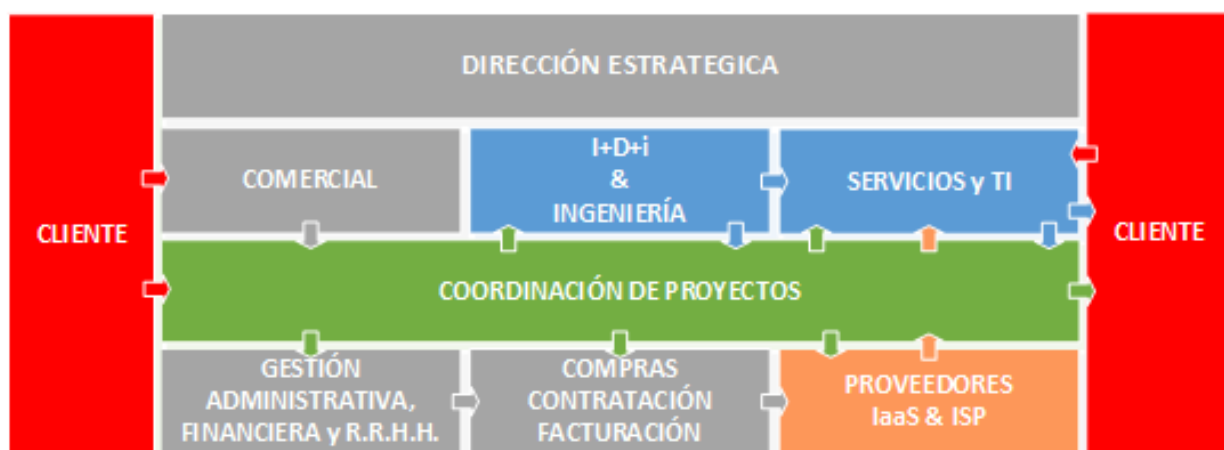 DIRECCIÓN ESTRATEGICA
COMERCIAL
I+D+i
&
INGENIERÍA
SERVICIOS y TI
CLIENTE
CLIENTE
COORDINACIÓN DE PROYECTOS
GESTIÓN
ADMINISTRATIVA,
FINANCIERA y R.R.H.H.
COMPRAS
CONTRATACIÓN
FACTURACIÓN
PROVEEDORES
IaaS & ISP